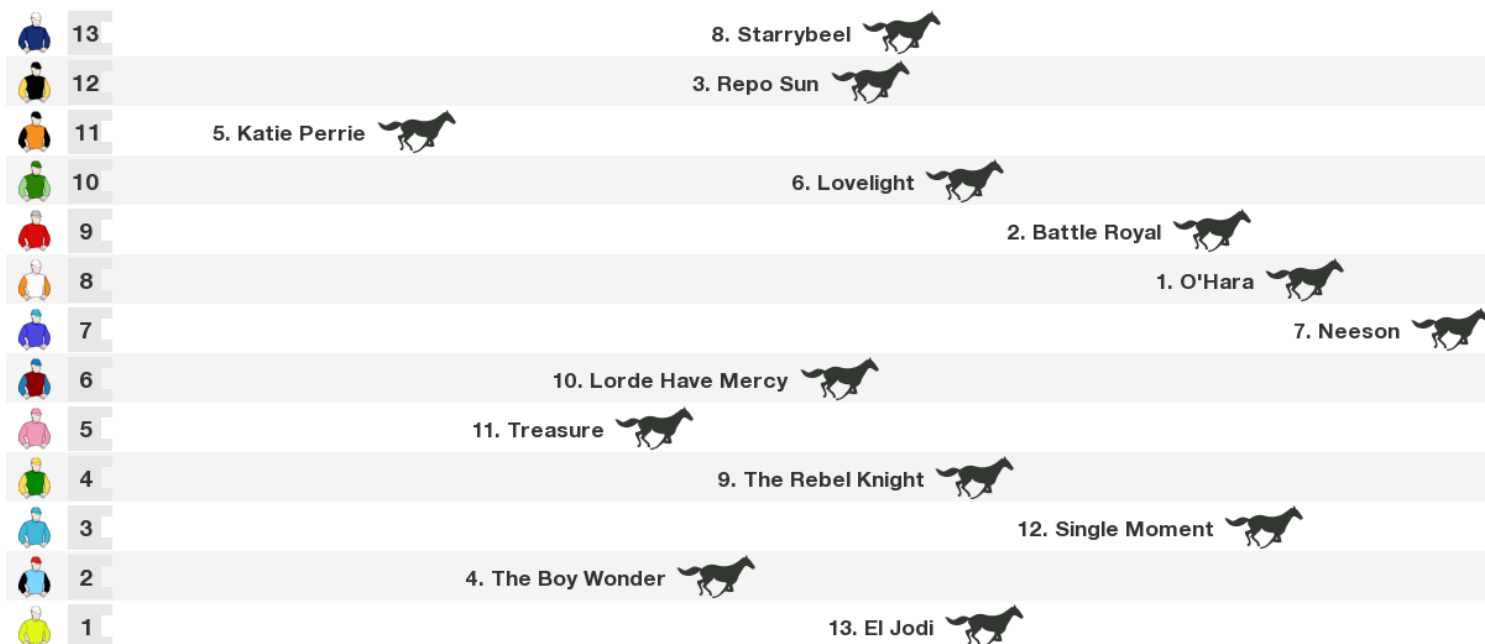 13 8. Starrybeel
12 3. Repo Sun
11 5. Katie Perrie
10 6. Lovelight
9 2. Battle Royal
8 1. O'Hara
7 7. Neeson
6 10. Lorde Have Mercy
5 11. Treasure
4 9. The Rebel Knight
3 12. Single Moment
2 4. The Boy Wonder
1 13. El Jodi